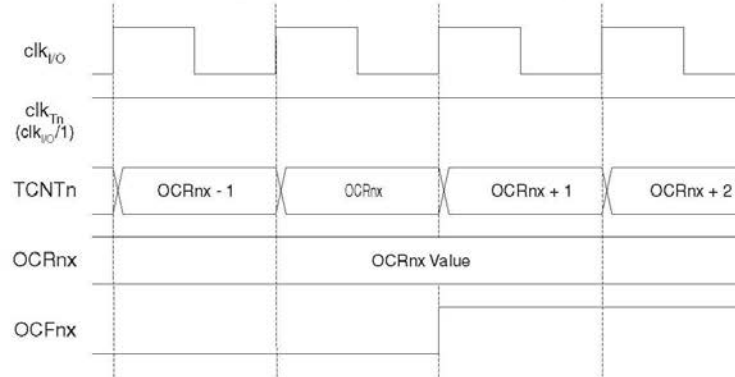 clkI/O
clkTn
(clkI/O/1)
TCNTn OCRnx - 1 OCRnx OCRnx + 1 OCRnx + 2
OCRnx OCRnx Value
OCFnx